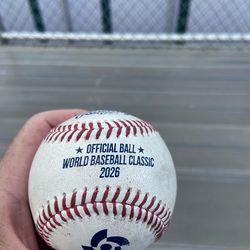 ★ OFFICIAL BALL ★
WORLD BASEBALL CLASSIC
2026